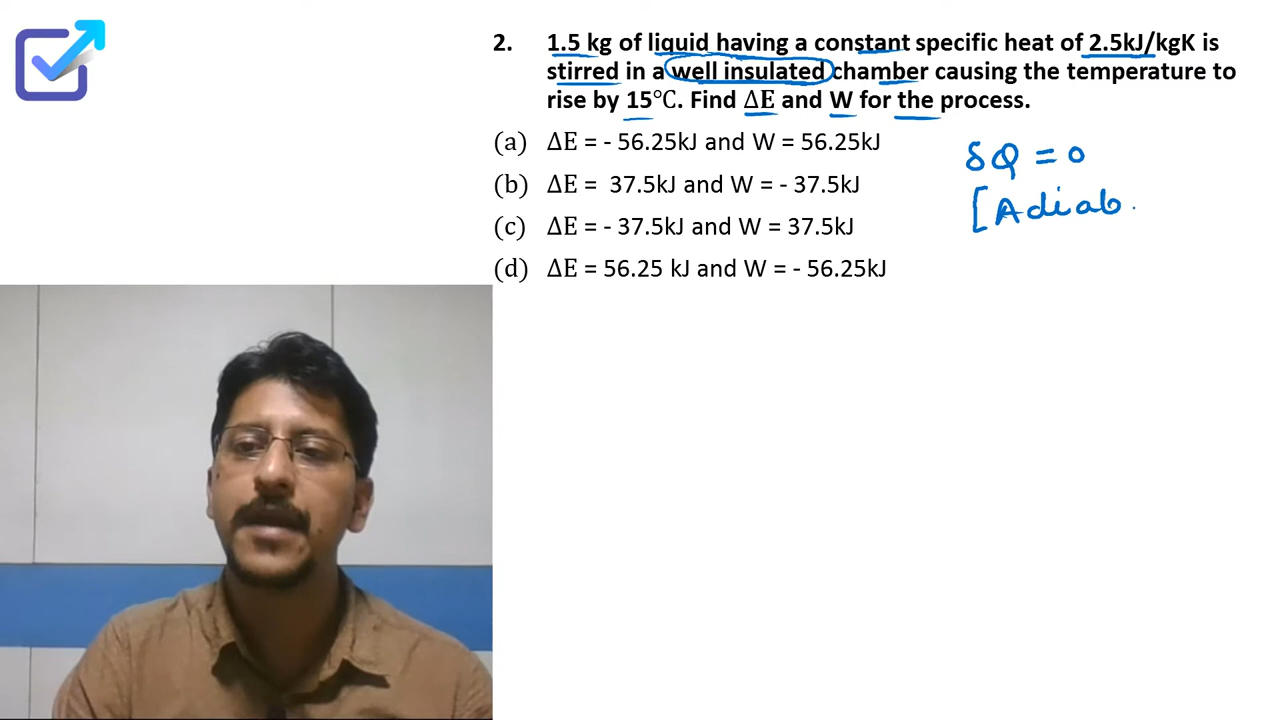 2. 1.5 kg of liquid having a constant specific heat of 2.5kJ/kgK is
stirred in a well insulated chamber causing the temperature to
rise by 15℃. Find ΔE and W for the process.
(a) ΔE = - 56.25kJ and W = 56.25kJ
(b) ΔE = 37.5kJ and W = - 37.5kJ
(c) ΔE = - 37.5kJ and W = 37.5kJ
(d) ΔE = 56.25 kJ and W = - 56.25kJ
δQ = 0
[Adiab.